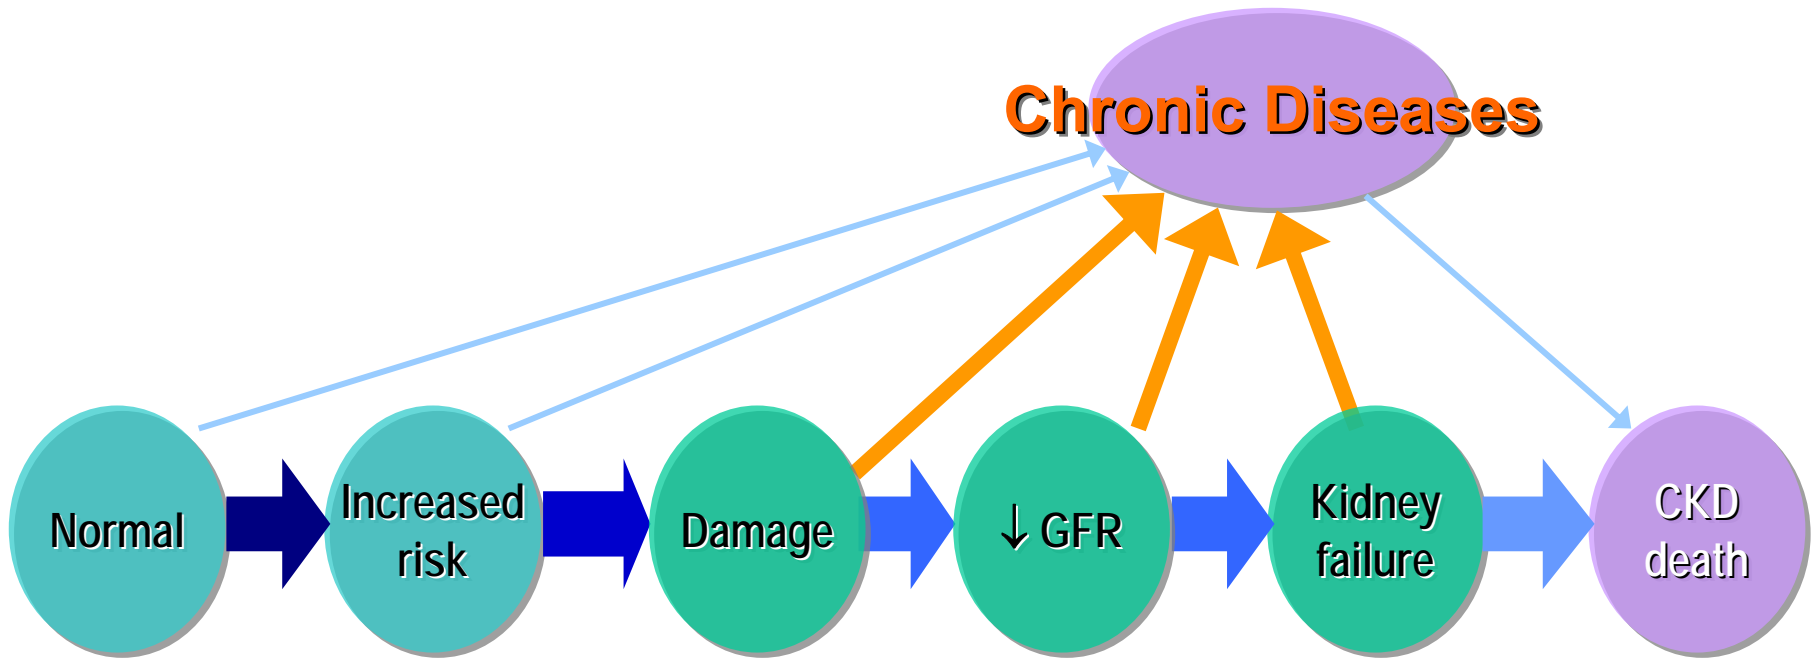 Chronic Diseases
Normal
Increased
risk
Damage
↓ GFR
Kidney
failure
CKD
death